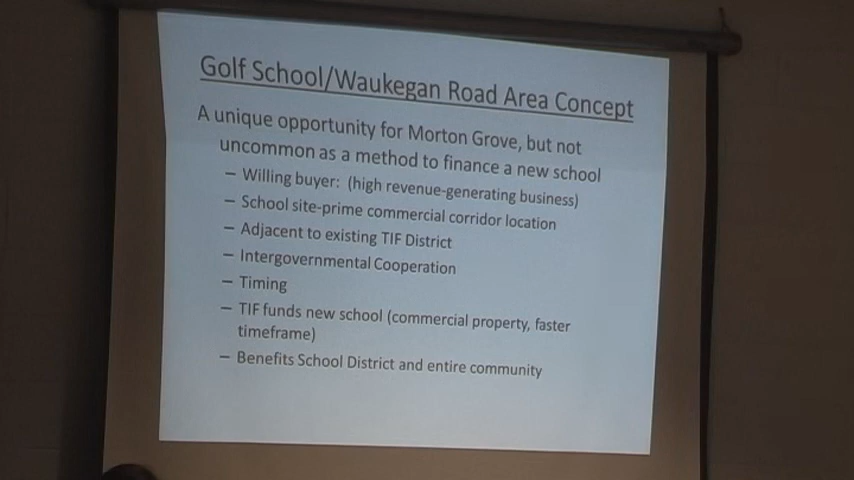 Golf School/Waukegan Road Area Concept
A unique opportunity for Morton Grove, but not
uncommon as a method to finance a new school
– Willing buyer: (high revenue-generating business)
– School site-prime commercial corridor location
– Adjacent to existing TIF District
– Intergovernmental Cooperation
– Timing
– TIF funds new school (commercial property, faster
timeframe)
– Benefits School District and entire community